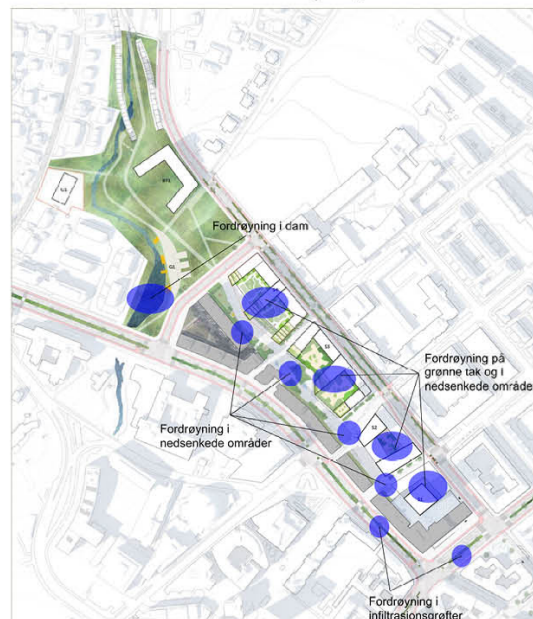 Fordrøyning i dam
Fordrøyning på
grønne tak og i
nedsenkede områder
Fordrøyning i
nedsenkede områder
Fordrøyning i
infiltrasjonsgrøfter